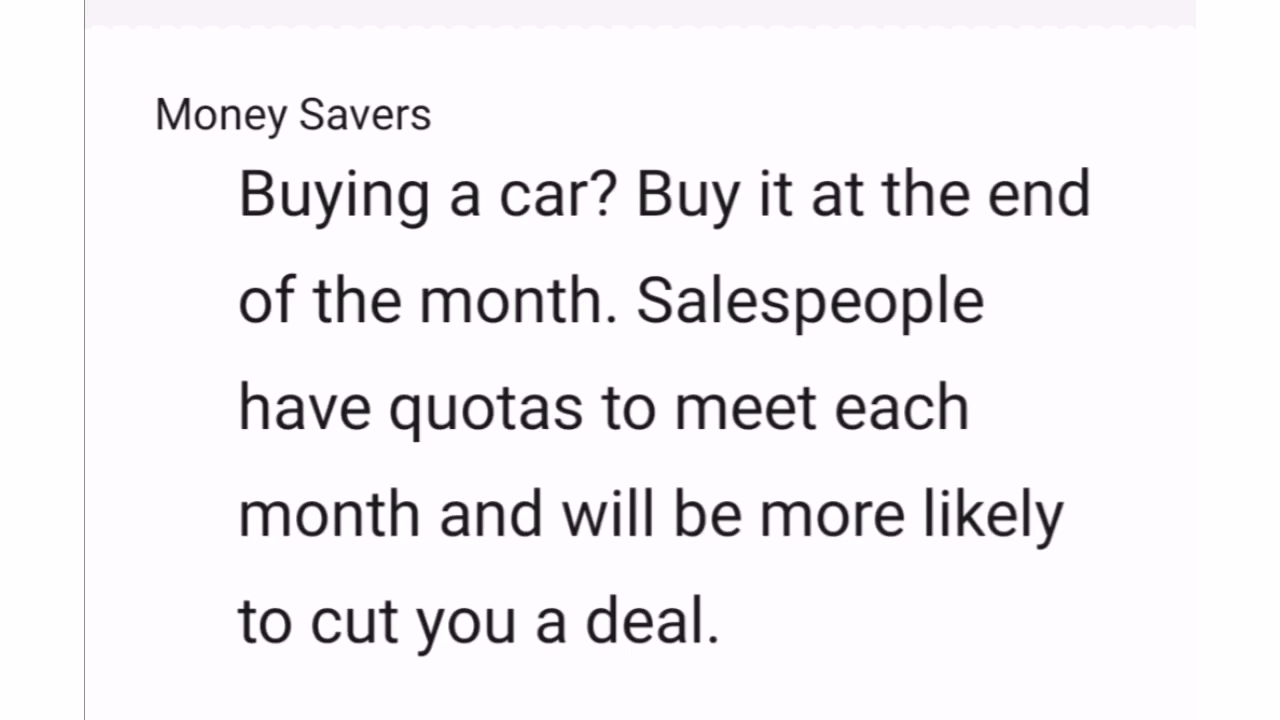 Money Savers
Buying a car? Buy it at the end
of the month. Salespeople
have quotas to meet each
month and will be more likely
to cut you a deal.